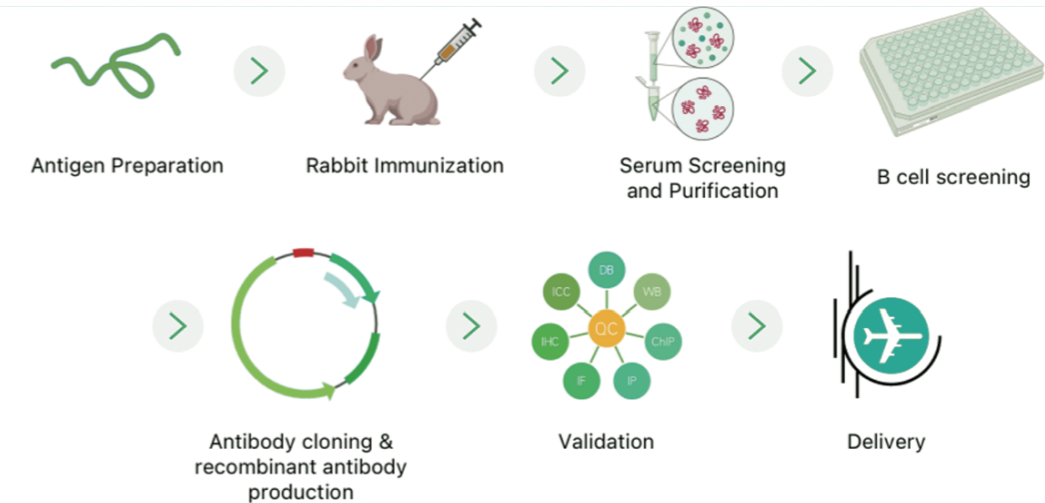 Antigen Preparation
Rabbit Immunization
Serum Screening
and Purification
B cell screening
Antibody cloning &
recombinant antibody
production
DB
ICC
WB
QC
IHC
ChIP
IF
IP
Validation
Delivery